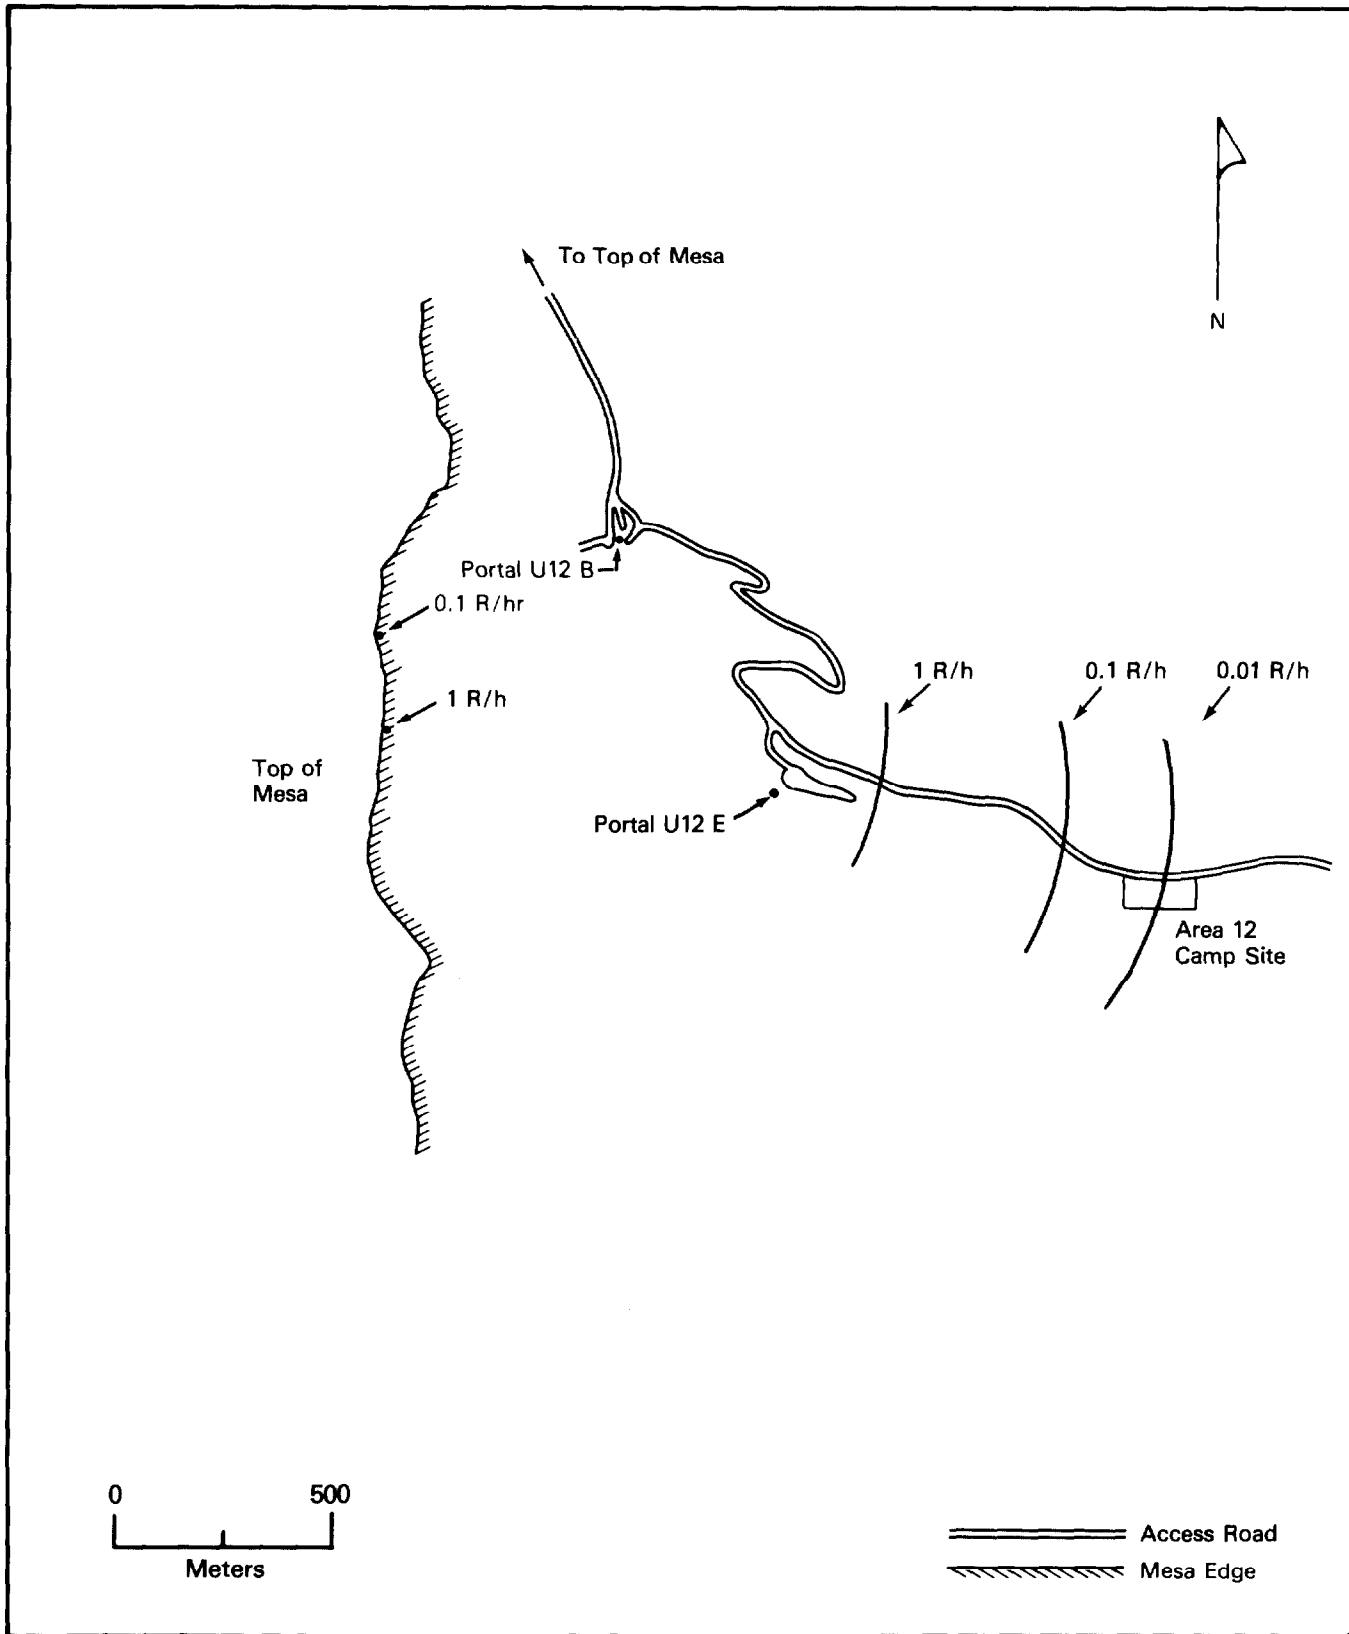 N
To Top of Mesa
Portal U12 B
0.1 R/hr
1 R/h
1 R/h
0.1 R/h
0.01 R/h
Top of
Mesa
Portal U12 E
Area 12
Camp Site
0
500
Meters
Access Road
Mesa Edge